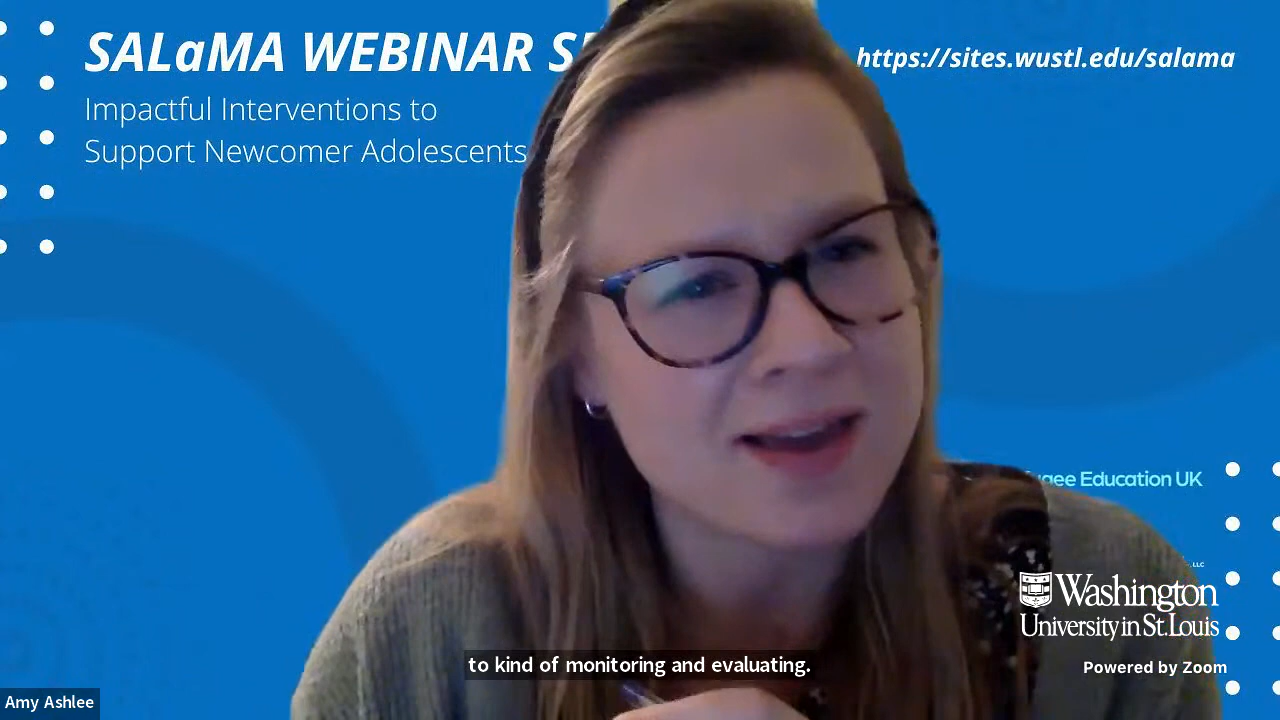 SALaMA WEBINAR
https://sites.wustl.edu/salama
Impactful Interventions to
Support Newcomer Adolescents
Education UK
LLC
Washington
University in St. Louis
to kind of monitoring and evaluating.
Powered by Zoom
Amy Ashlee